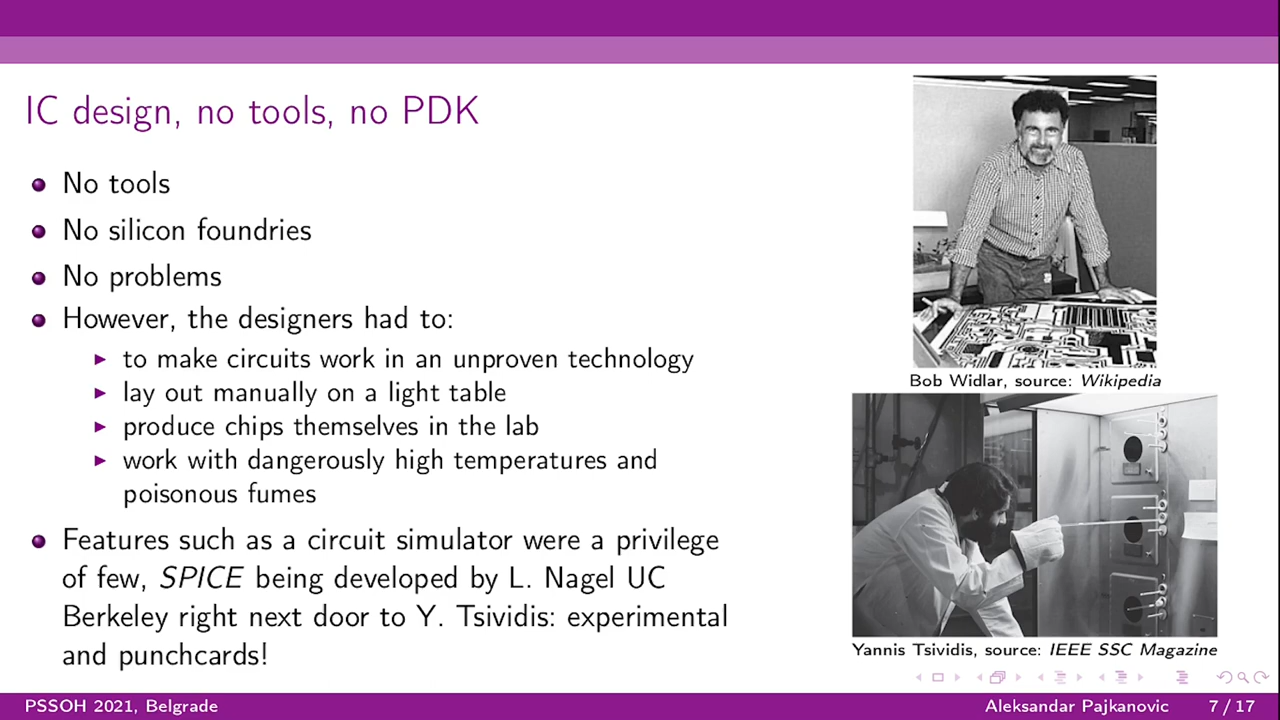 IC design, no tools, no PDK
No tools
No silicon foundries
No problems
However, the designers had to:
to make circuits work in an unproven technology
lay out manually on a light table
produce chips themselves in the lab
work with dangerously high temperatures and
poisonous fumes
Features such as a circuit simulator were a privilege
of few, SPICE being developed by L. Nagel UC
Berkeley right next door to Y. Tsividis: experimental
and punchcards!
Bob Widlar, source: Wikipedia
Yannis Tsividis, source: IEEE SSC Magazine
PSSOH 2021, Belgrade
Aleksandar Pajkanovic 7 / 17